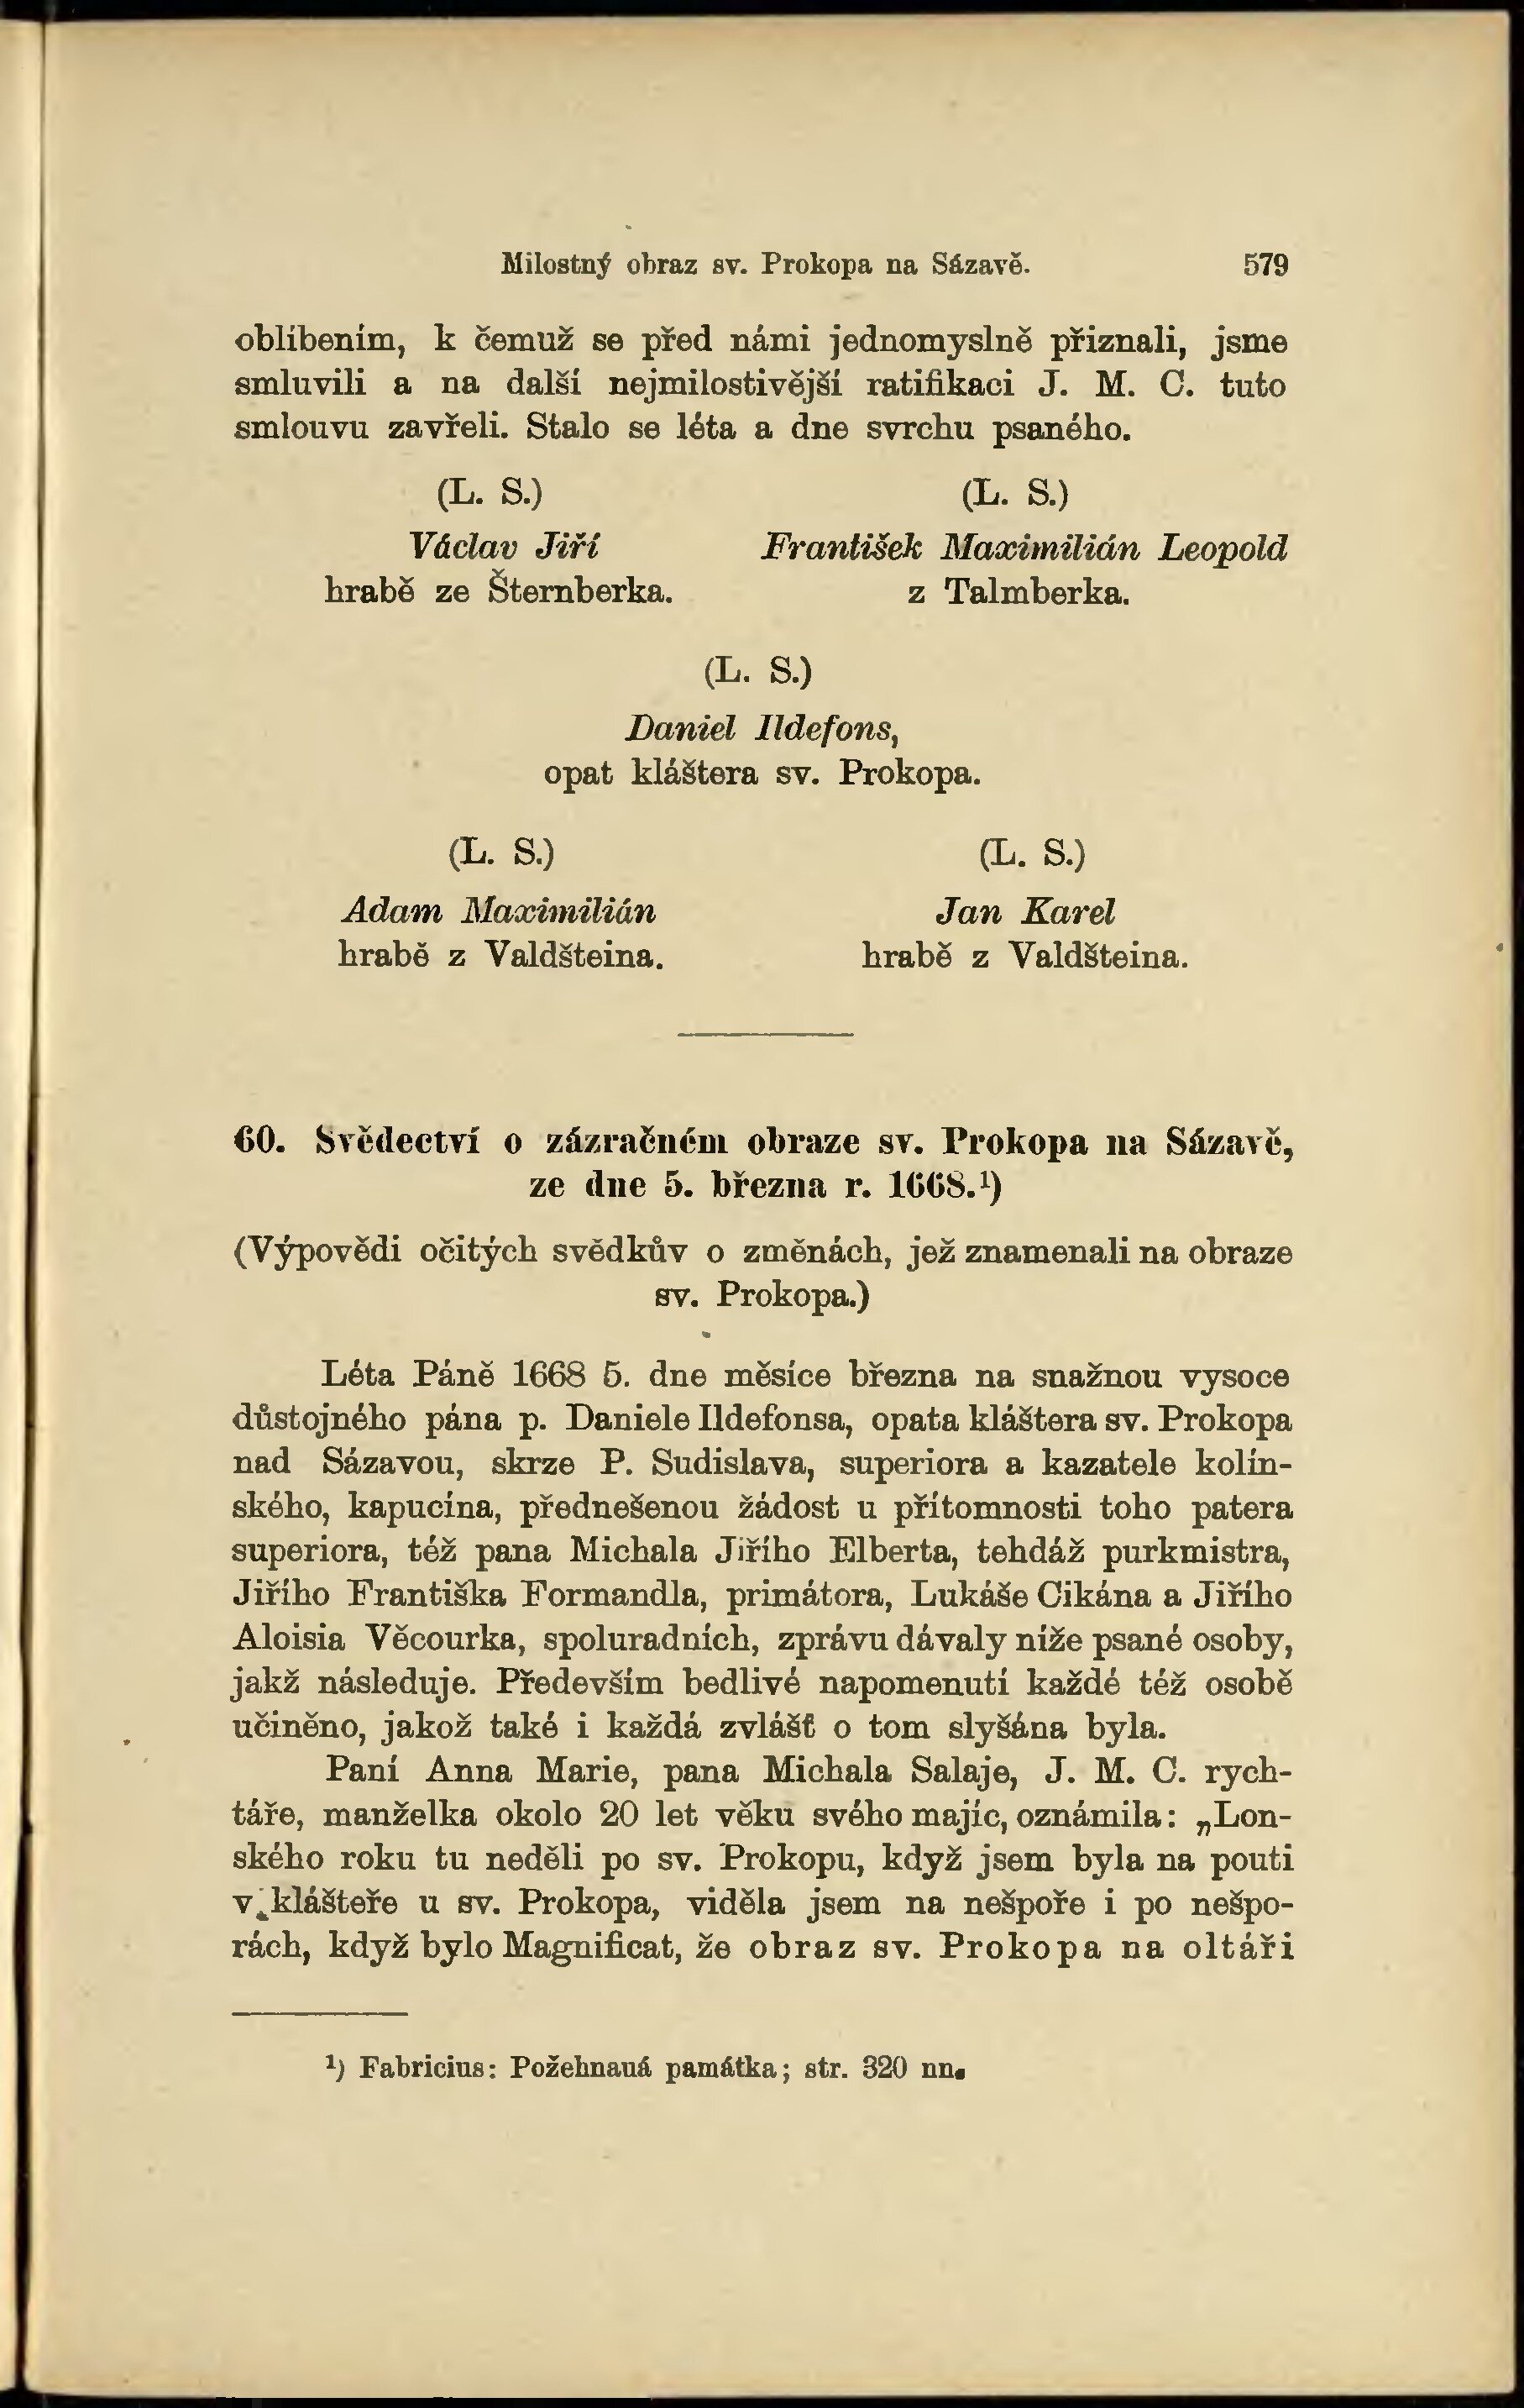 Milostný obraz sv. Prokopa na Sázavě. 579
oblíbením, k čemuž se před námi jednomyslně přiznali, jsme
smluvili a na další nejmilostivější ratifikaci J. M. C. tuto
smlouvu zavřeli. Stalo se léta a dne svrchu psaného.
(L. S.) (L. S.)
Václav Jiří František Maximilián Leopold
hrabě ze Šternberka. z Talmberka.
(L. S.)
Daniel Ildefons,
opat kláštera sv. Prokopa.
(L. S.) (L. S.)
Adam Maximilián Jan Karel
hrabě z Valdšteina. hrabě z Valdšteina.
60. Svědectví o zázračném obraze sv. Prokopa na Sázavě,
ze dne 5. března r. 1668.¹)
(Výpovědi očitých svědkův o změnách, jež znamenali na obraze
sv. Prokopa.)
Léta Páně 1668 5. dne měsíce března na snažnou vysoce
důstojného pána p. Daniele Ildefonsa, opata kláštera sv. Prokopa
nad Sázavou, skrze P. Sudislava, superiora a kazatele kolín-
ského, kapucína, přednešenou žádost u přítomnosti toho patera
superiora, též pana Michala Jiřího Elberta, tehdáž purkmistra,
Jiřího Františka Formandla, primátora, Lukáše Cikána a Jiřího
Aloisia Věcourka, spoluradních, zprávu dávaly níže psané osoby,
jakž následuje. Především bedlivé napomenutí každé též osobě
učiněno, jakož také i každá zvlášť o tom slyšána byla.
Paní Anna Marie, pana Michala Salaje, J. M. C. rych-
táře, manželka okolo 20 let věku svého majíc, oznámila: „Lon-
ského roku tu neděli po sv. Prokopu, když jsem byla na pouti
v klášteře u sv. Prokopa, viděla jsem na nešpoře i po nešpo-
rách, když bylo Magnificat, že obraz sv. Prokopa na oltáři
¹) Fabricius: Požehnaná památka; str. 320 nn.